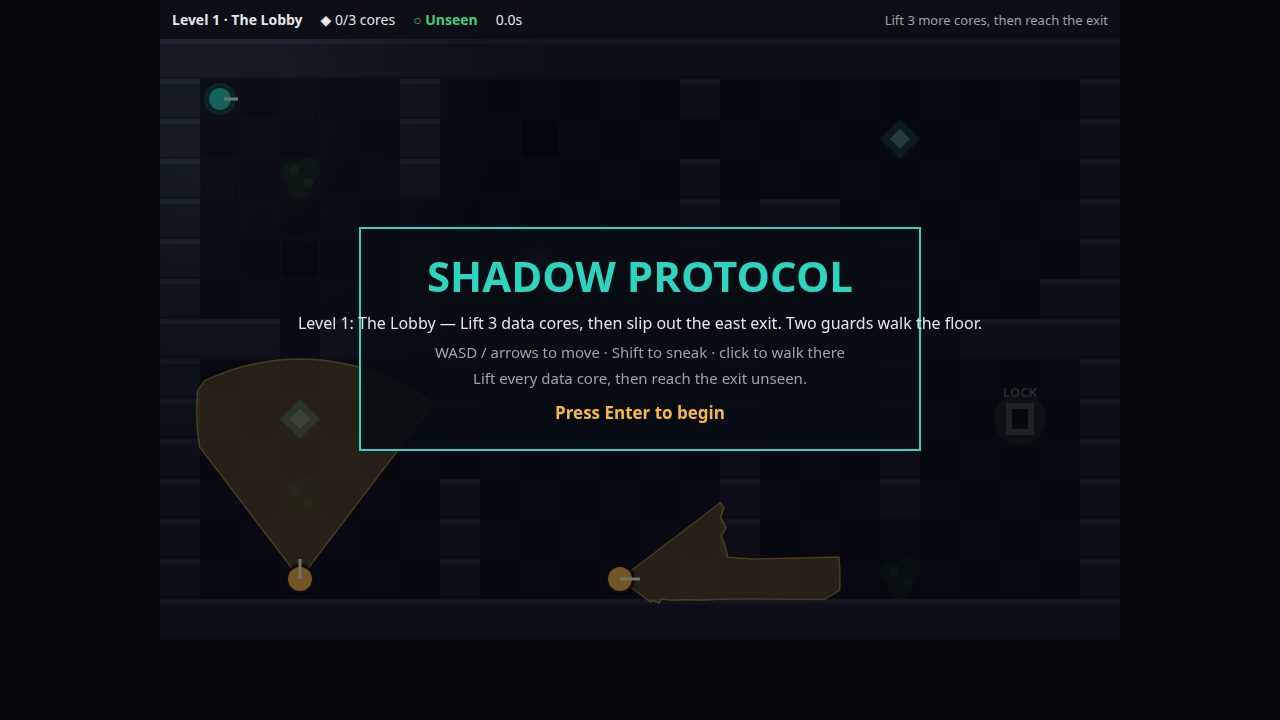 Level 1 · The Lobby ◆ 0/3 cores ○ Unseen 0.0s Lift 3 more cores, then reach the exit
SHADOW PROTOCOL
Level 1: The Lobby — Lift 3 data cores, then slip out the east exit. Two guards walk the floor.
WASD / arrows to move · Shift to sneak · click to walk there
Lift every data core, then reach the exit unseen.
LOCK
Press Enter to begin